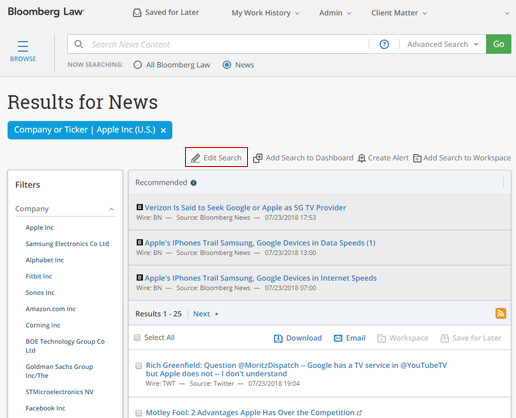 Bloomberg Law
Saved for Later
My Work History
Admin
Client Matter
BROWSE
Search News Content
Advanced Search
Go
NOW SEARCHING:
All Bloomberg Law
News
Results for News
Company or Ticker | Apple Inc (U.S.) ×
Edit Search
Add Search to Dashboard
Create Alert
Add Search to Workspace
Filters
Company
Apple Inc
Samsung Electronics Co Ltd
Alphabet Inc
Fitbit Inc
Sonos Inc
Amazon.com Inc
Corning Inc
BOE Technology Group Co
Ltd
Goldman Sachs Group
Inc/The
STMicroelectronics NV
Facebook Inc
Recommended
Verizon Is Said to Seek Google or Apple as 5G TV Provider
Wire: BN — Source: Bloomberg News — 07/23/2018 17:53
Apple's IPhones Trail Samsung, Google Devices in Data Speeds (1)
Wire: BN — Source: Bloomberg News — 07/23/2018 13:00
Apple's IPhones Trail Samsung, Google Devices in Internet Speeds
Wire: BN — Source: Bloomberg News — 07/23/2018 07:00
Results 1 - 25
Next
Select All
Download
Email
Workspace
Save for Later
Rich Greenfield: Question @MoritzDispatch -- Google has a TV service in @YouTubeTV
but Apple does not -- I don't understand
Wire: TWT — Source: Twitter — 07/23/2018 19:04
Motley Fool: 2 Advantages Apple Has Over the Competition